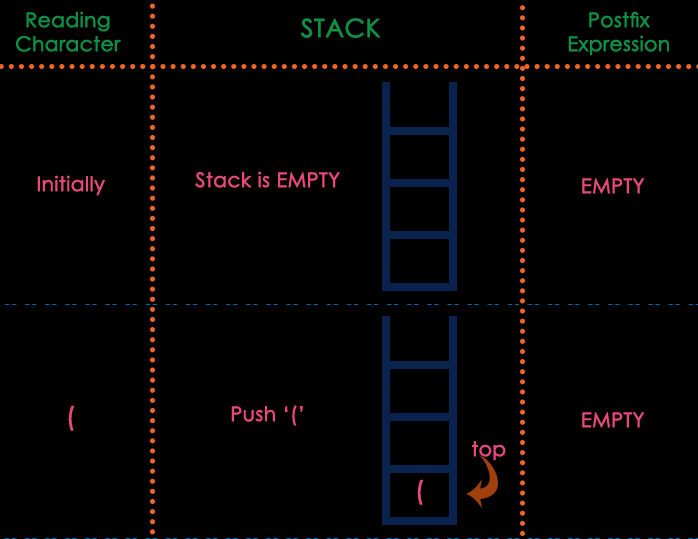 Reading
Character
STACK
Postfix
Expression
Initially
Stack is EMPTY
EMPTY
(
Push ‘(’
EMPTY
top
(